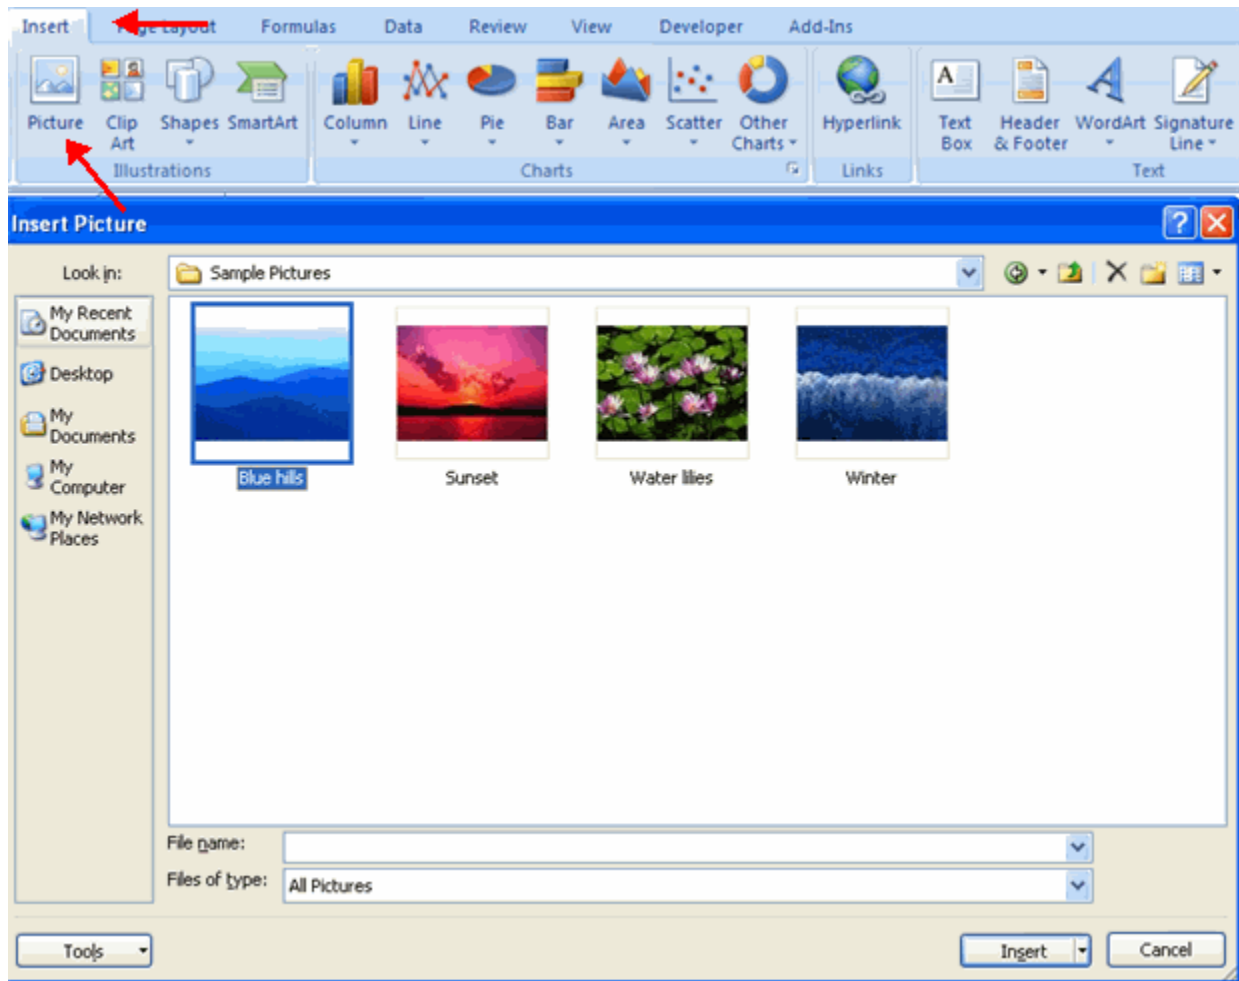 Insert Page Layout Formulas Data Review View Developer Add-Ins
Picture Clip Art Shapes SmartArt Column Line Pie Bar Area Scatter Other Charts Hyperlink Text Box Header & Footer WordArt Signature Line
Illustrations Charts Links Text
Insert Picture
Look in: Sample Pictures
My Recent Documents
Desktop
My Documents
My Computer
My Network Places
Blue hills Sunset Water lilies Winter
File name:
Files of type: All Pictures
Tools Insert Cancel